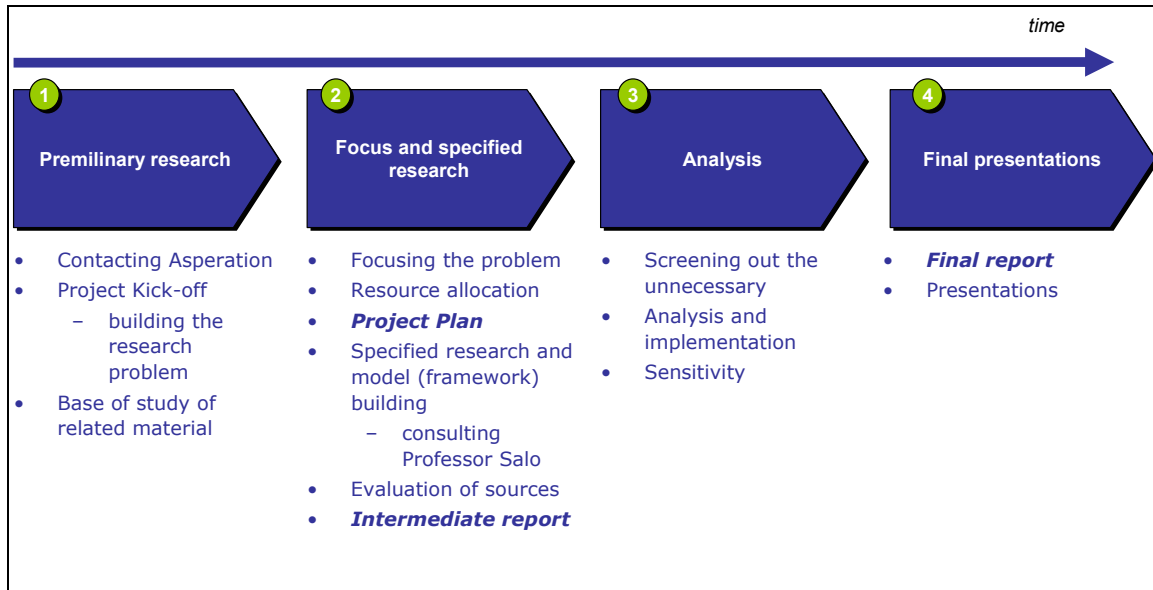 time
1
Premilinary research
• Contacting Asperation
• Project Kick-off
– building the
research
problem
• Base of study of
related material
2
Focus and specified
research
• Focusing the problem
• Resource allocation
• Project Plan
• Specified research and
model (framework)
building
– consulting
Professor Salo
• Evaluation of sources
• Intermediate report
3
Analysis
• Screening out the
unnecessary
• Analysis and
implementation
• Sensitivity
4
Final presentations
• Final report
• Presentations